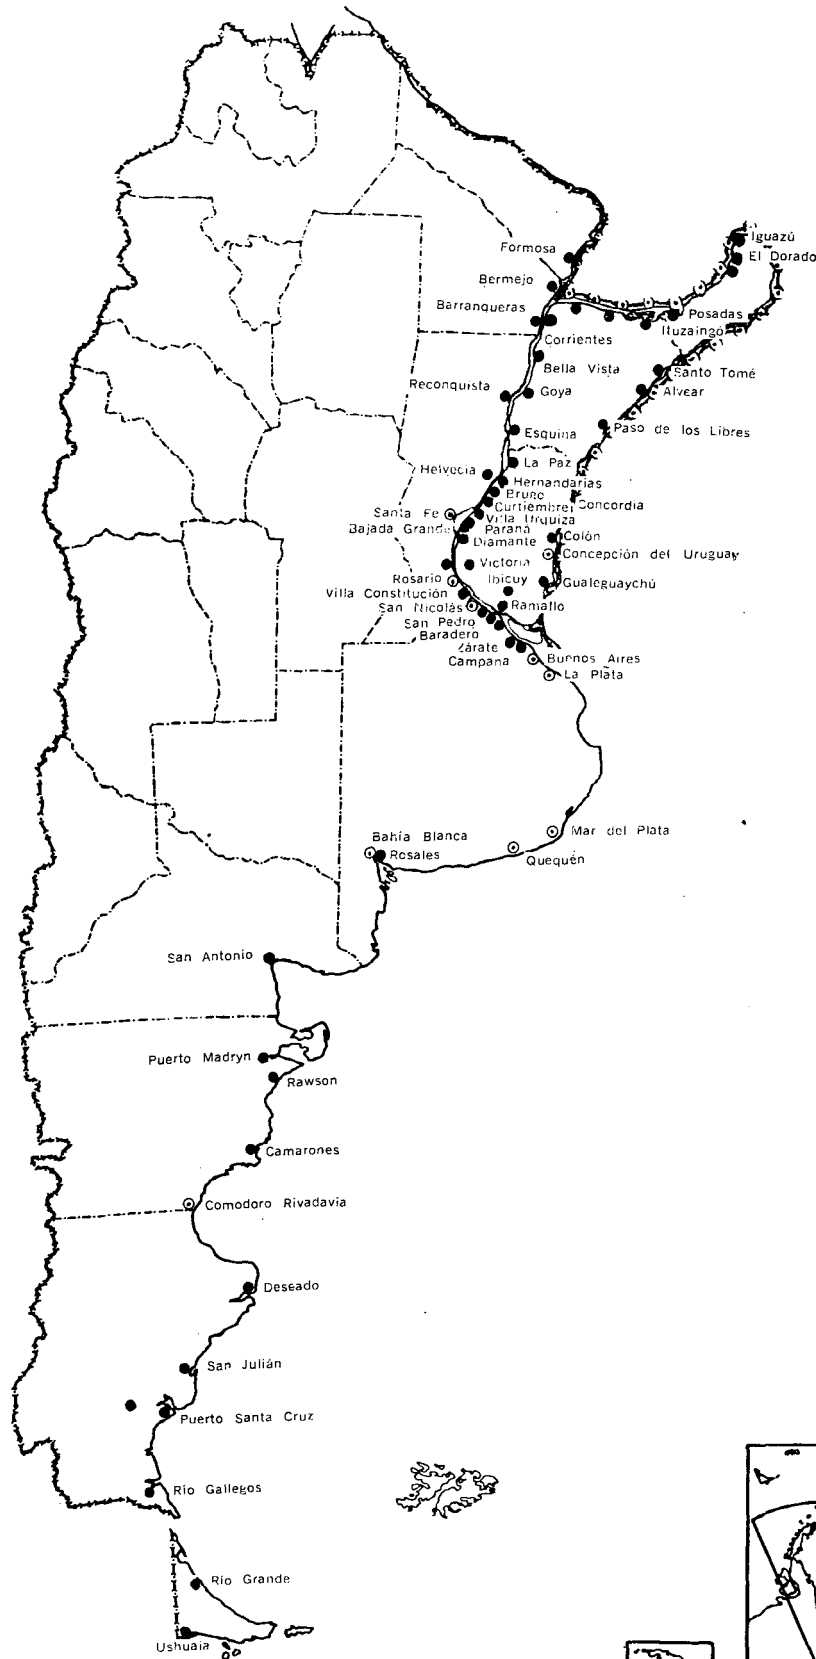 Iguazú
Formosa
El Dorado
Bermejo
Barranqueras
Posadas
Ituzaingó
Corrientes
Bella Vista
Santo Tomé
Reconquista
Goya
Alvear
Esquina
Paso de los Libres
La Paz
Helvecia
Hernandarias
Brugo
Curtiembre
Concordia
Santa Fe
Villa Urquiza
Bajada Grande
Paraná
Diamante
Colón
Concepción del Uruguay
Victoria
Rosario
Ibicuy
Gualeguaychú
Villa Constitución
San Nicolás
Ramallo
San Pedro
Baradero
Zárate
Campana
Buenos Aires
La Plata
Mar del Plata
Bahía Blanca
Rosales
Quequén
San Antonio
Puerto Madryn
Rawson
Camarones
Comodoro Rivadavia
Deseado
San Julián
Puerto Santa Cruz
Río Gallegos
Río Grande
Ushuaia